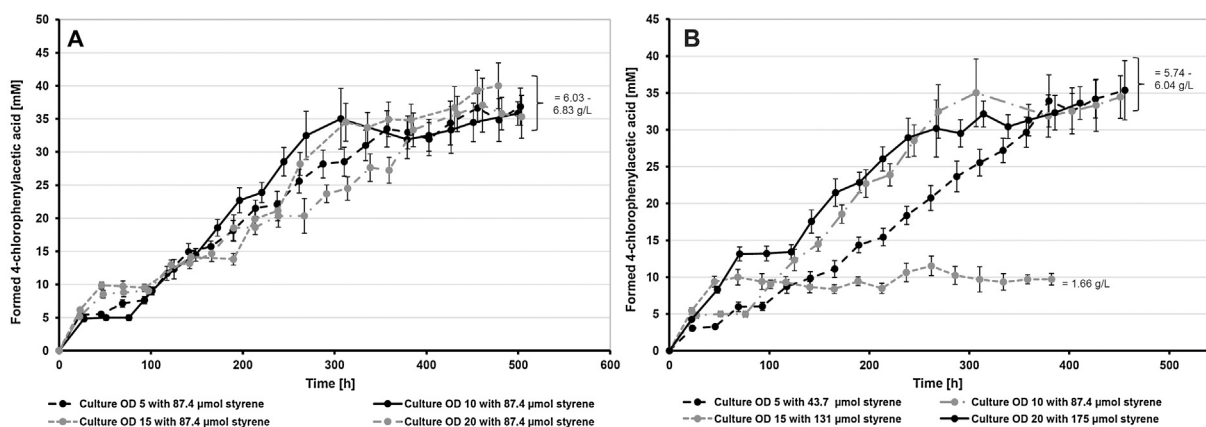 A
Formed 4-chlorophenylacetic acid [mM]
50
45
40
35
30
25
20
15
10
5
0
= 6.03 -
6.83 g/L
0 100 200 300 400 500 600
Time [h]
Culture OD 5 with 87.4 µmol styrene
Culture OD 10 with 87.4 µmol styrene
Culture OD 15 with 87.4 µmol styrene
Culture OD 20 with 87.4 µmol styrene
B
Formed 4-chlorophenylacetic acid [mM]
45
40
35
30
25
20
15
10
5
0
= 5.74 -
6.04 g/L
= 1.66 g/L
0 100 200 300 400 500
Time [h]
Culture OD 5 with 43.7 µmol styrene
Culture OD 10 with 87.4 µmol styrene
Culture OD 15 with 131 µmol styrene
Culture OD 20 with 175 µmol styrene